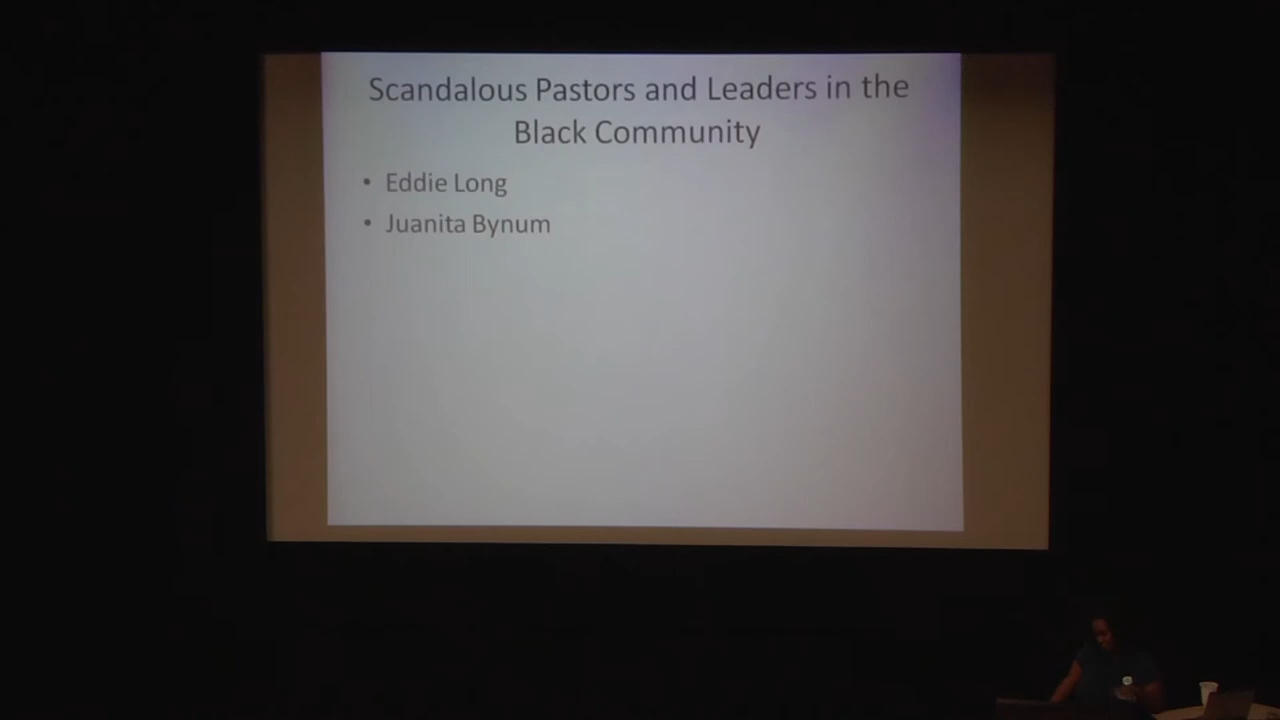 Scandalous Pastors and Leaders in the
Black Community
• Eddie Long
• Juanita Bynum